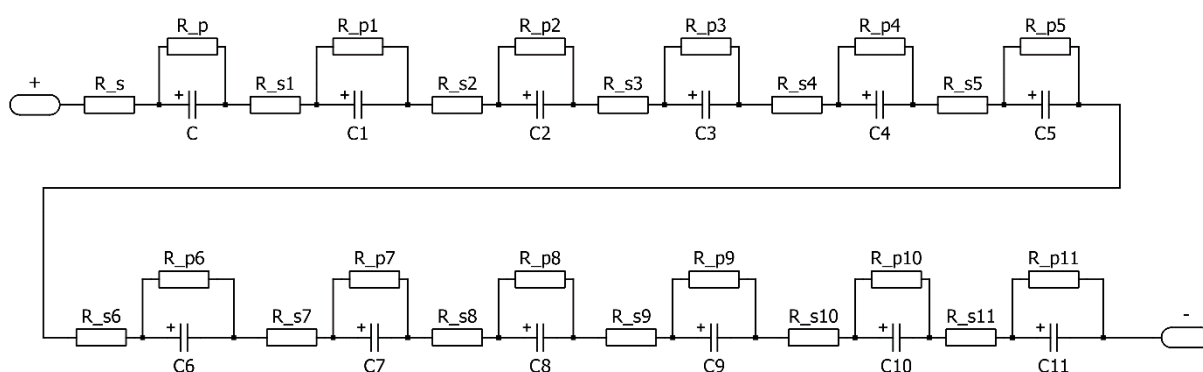 R_p R_p1 R_p2 R_p3 R_p4 R_p5
+ R_s R_s1 R_s2 R_s3 R_s4 R_s5
+ + + + + +
C C1 C2 C3 C4 C5
R_p6 R_p7 R_p8 R_p9 R_p10 R_p11
R_s6 R_s7 R_s8 R_s9 R_s10 R_s11 -
+ + + + + +
C6 C7 C8 C9 C10 C11